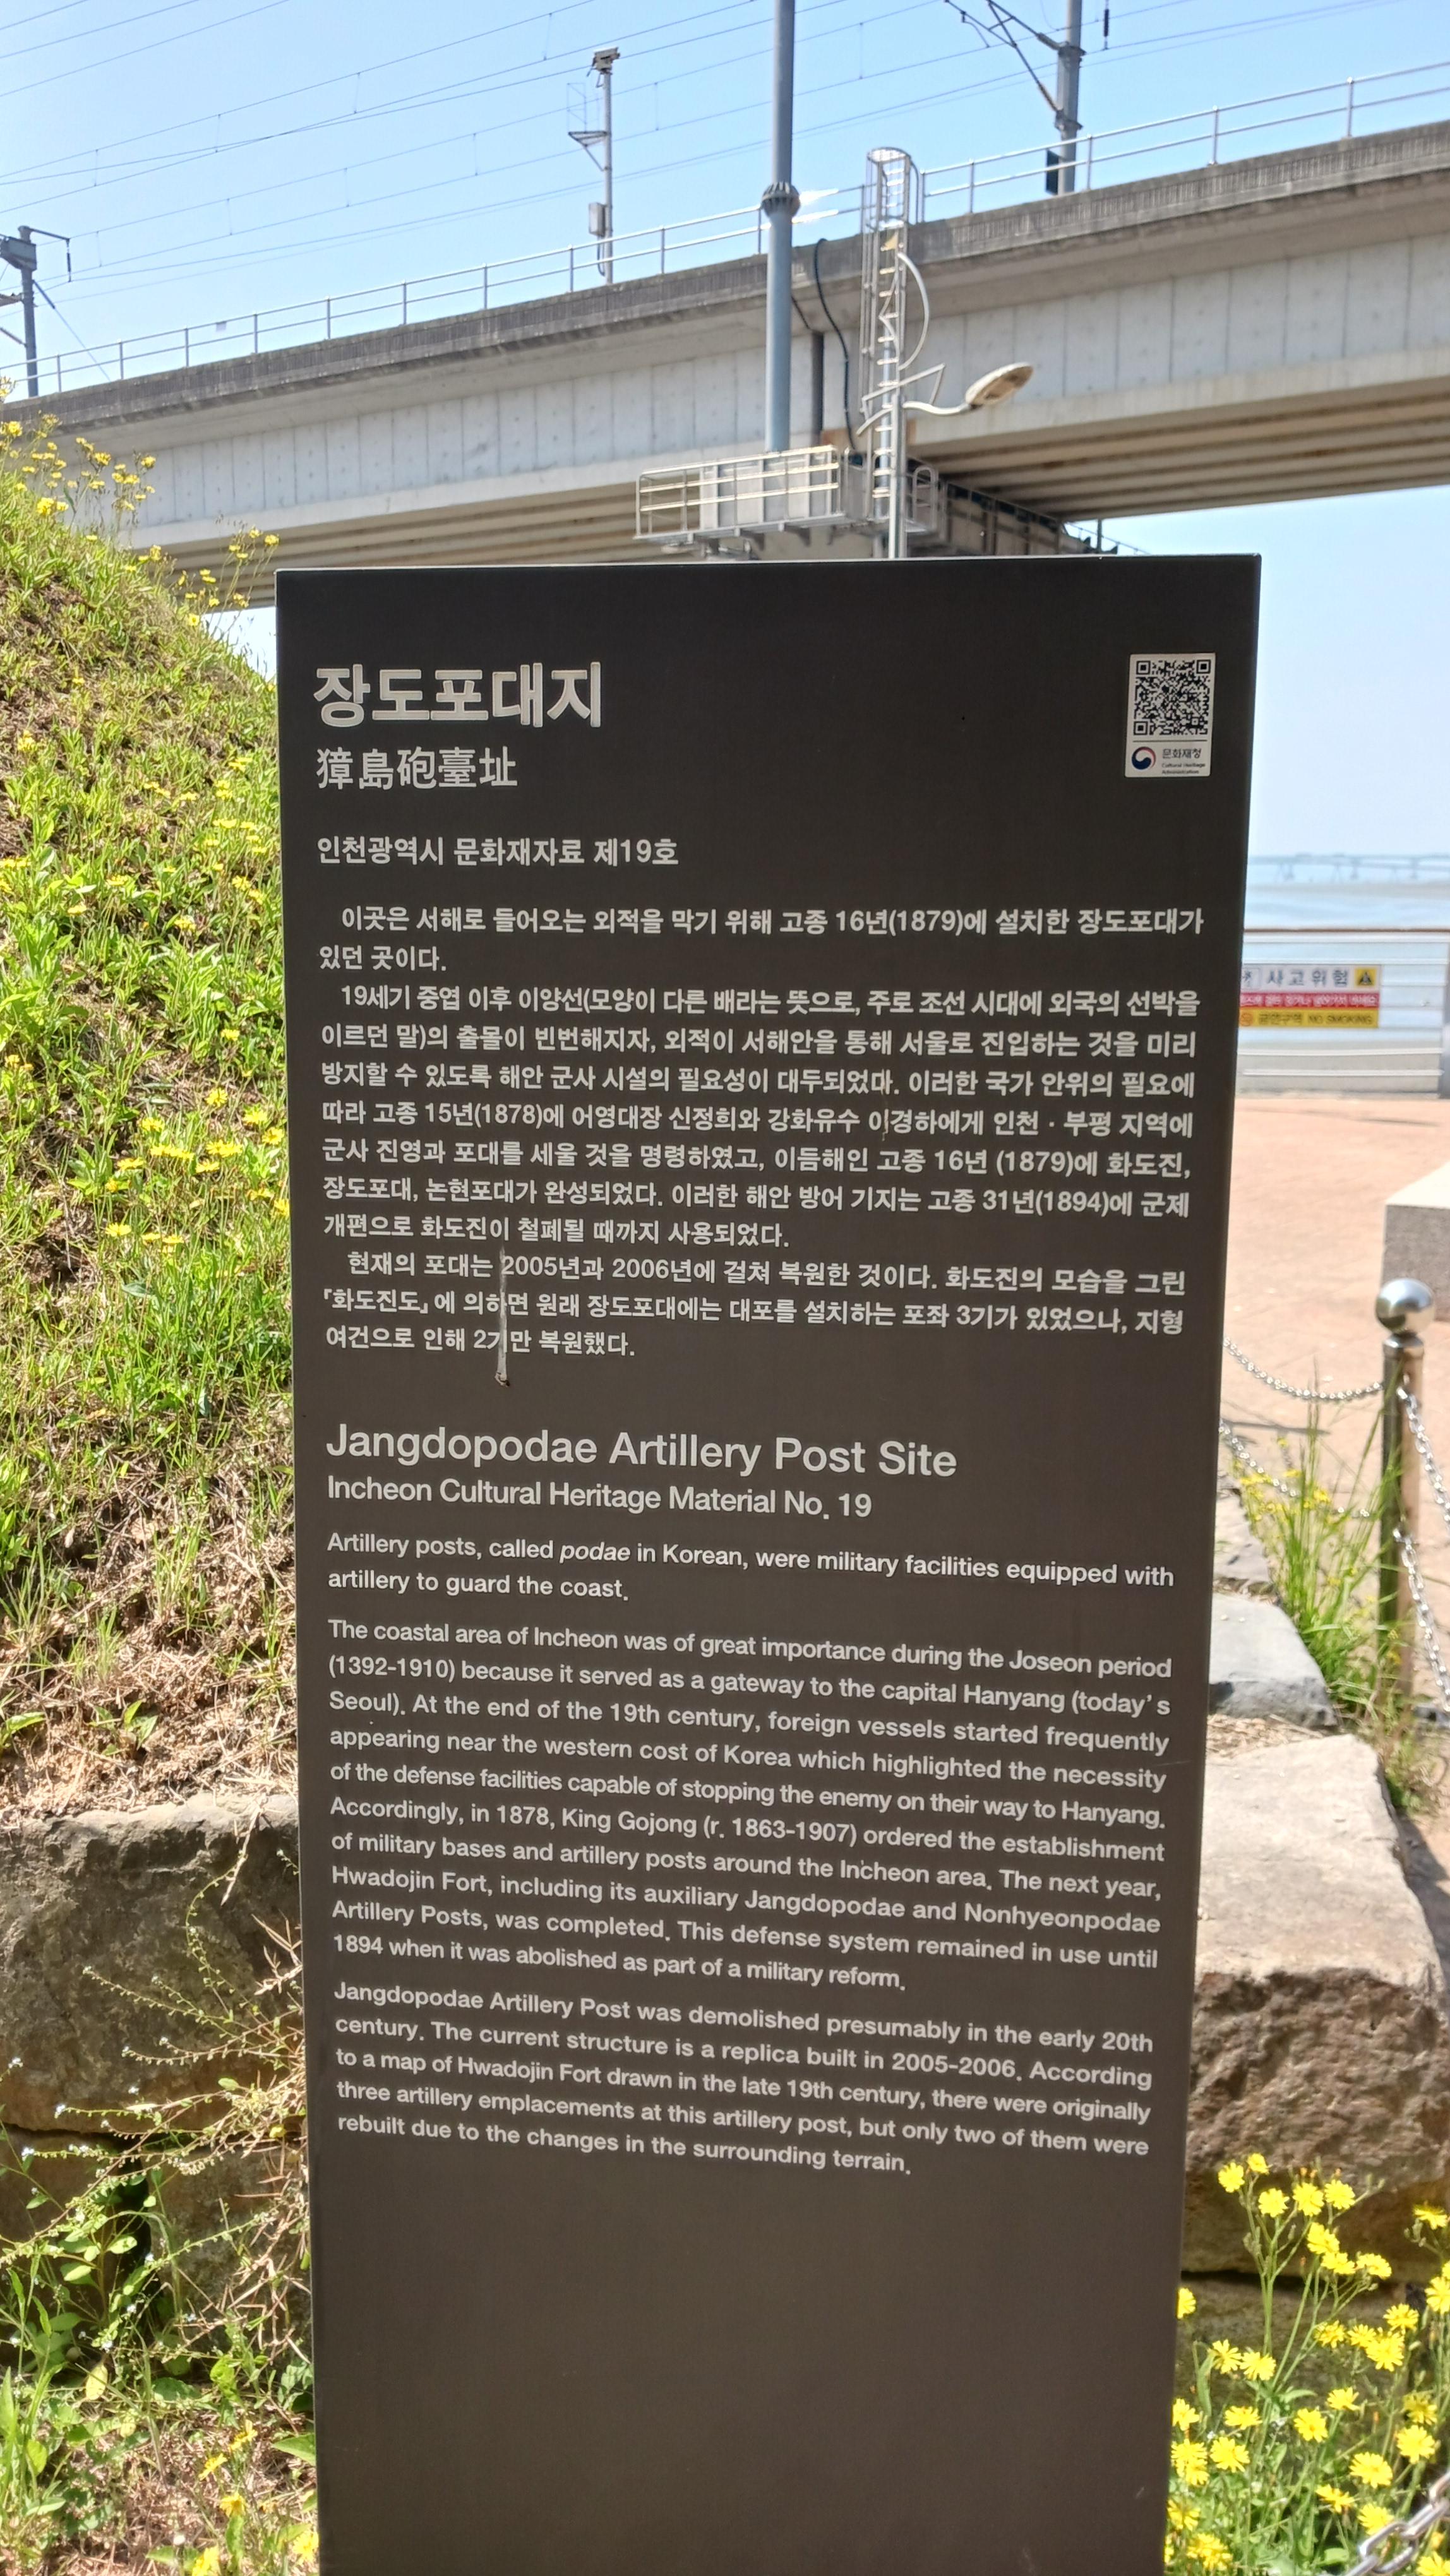 장도포대지
獐島砲臺址
문화재청
Cultural Heritage
Administration
인천광역시 문화재자료 제19호
이곳은 서해로 들어오는 외적을 막기 위해 고종 16년(1879)에 설치한 장도포대가
있던 곳이다.
19세기 중엽 이후 이양선(모양이 다른 배라는 뜻으로, 주로 조선 시대에 외국의 선박을
이르던 말)의 출몰이 빈번해지자, 외적이 서해안을 통해 서울로 진입하는 것을 미리
방지할 수 있도록 해안 군사 시설의 필요성이 대두되었다. 이러한 국가 안위의 필요에
따라 고종 15년(1878)에 어영대장 신정희와 강화유수 이경하에게 인천 · 부평 지역에
군사 진영과 포대를 세울 것을 명령하였고, 이듬해인 고종 16년 (1879)에 화도진,
장도포대, 논현포대가 완성되었다. 이러한 해안 방어 기지는 고종 31년(1894)에 군제
개편으로 화도진이 철폐될 때까지 사용되었다.
현재의 포대는 2005년과 2006년에 걸쳐 복원한 것이다. 화도진의 모습을 그린
『화도진도』에 의하면 원래 장도포대에는 대포를 설치하는 포좌 3기가 있었으나, 지형
여건으로 인해 2기만 복원했다.
Jangdopodae Artillery Post Site
Incheon Cultural Heritage Material No. 19
Artillery posts, called podae in Korean, were military facilities equipped with
artillery to guard the coast.
The coastal area of Incheon was of great importance during the Joseon period
(1392-1910) because it served as a gateway to the capital Hanyang (today's
Seoul). At the end of the 19th century, foreign vessels started frequently
appearing near the western cost of Korea which highlighted the necessity
of the defense facilities capable of stopping the enemy on their way to Hanyang.
Accordingly, in 1878, King Gojong (r. 1863-1907) ordered the establishment
of military bases and artillery posts around the Incheon area. The next year,
Hwadojin Fort, including its auxiliary Jangdopodae and Nonhyeonpodae
Artillery Posts, was completed. This defense system remained in use until
1894 when it was abolished as part of a military reform.
Jangdopodae Artillery Post was demolished presumably in the early 20th
century. The current structure is a replica built in 2005-2006. According
to a map of Hwadojin Fort drawn in the late 19th century, there were originally
three artillery emplacements at this artillery post, but only two of them were
rebuilt due to the changes in the surrounding terrain.
사고위험
금연구역 NO SMOKING